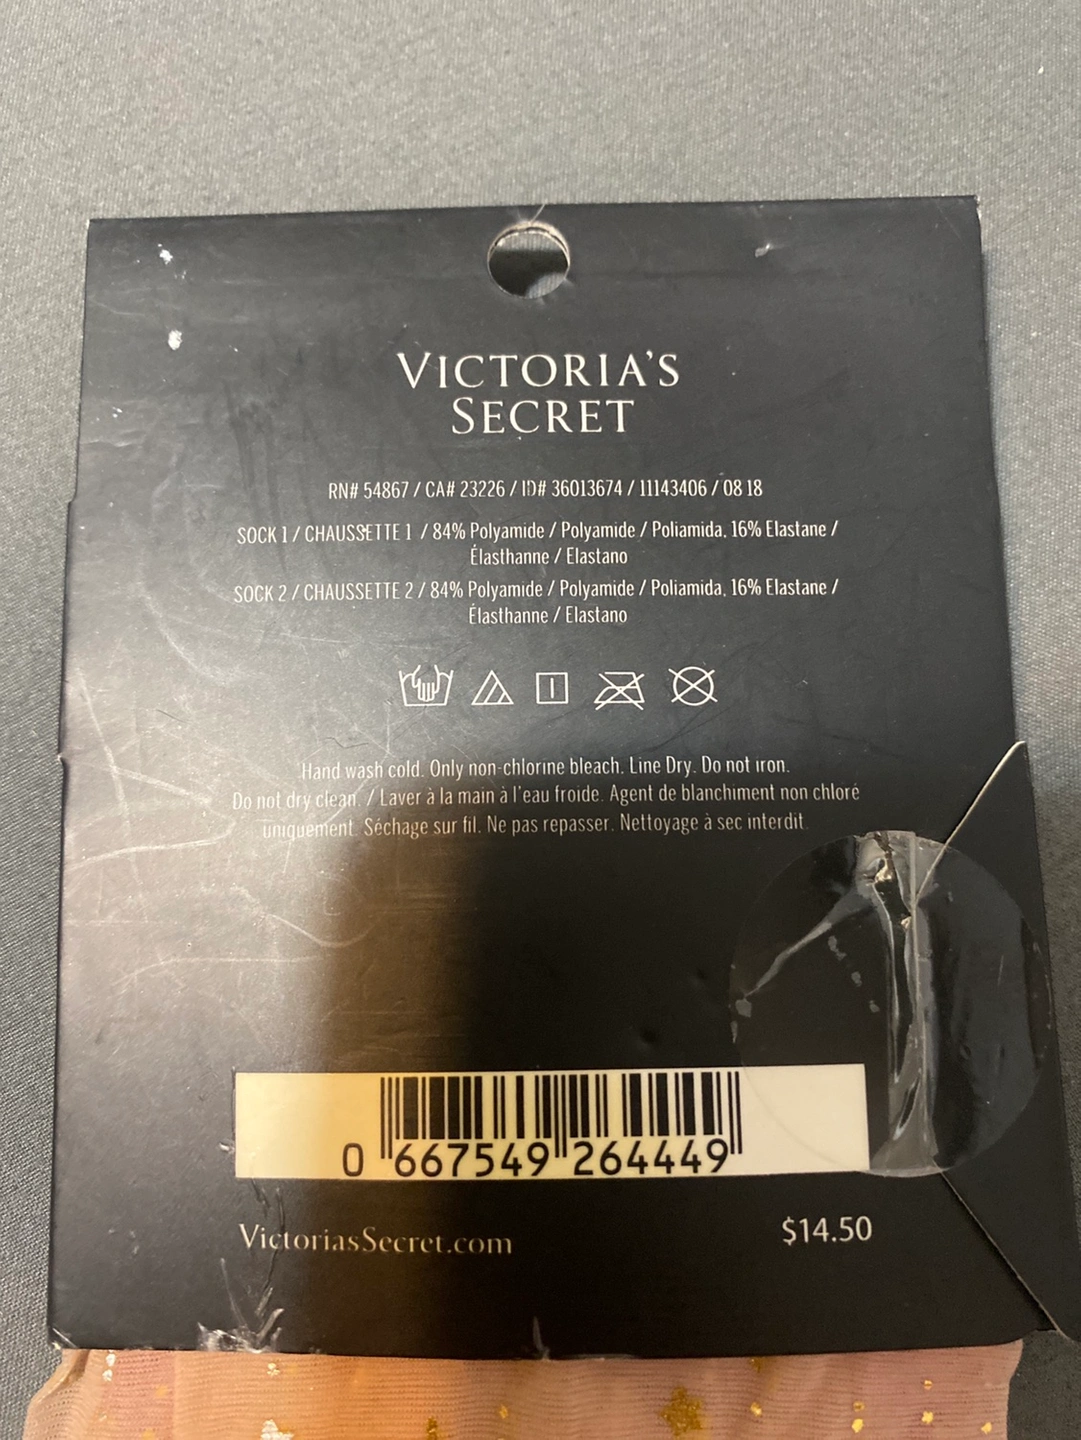 VICTORIA'S
SECRET
RN# 54867 / CA# 23226 / ID# 36013674 / 11143406 / 08 18
SOCK 1 / CHAUSSETTE 1 / 84% Polyamide / Polyamide / Poliamida, 16% Elastane /
Élasthanne / Elastano
SOCK 2 / CHAUSSETTE 2 / 84% Polyamide / Polyamide / Poliamida, 16% Elastane /
Élasthanne / Elastano
Hand wash cold. Only non-chlorine bleach. Line Dry. Do not iron.
Do not dry clean. / Laver à la main à l'eau froide. Agent de blanchiment non chloré
uniquement. Séchage sur fil. Ne pas repasser. Nettoyage à sec interdit.
0 667549 264449
VictoriasSecret.com
$14.50